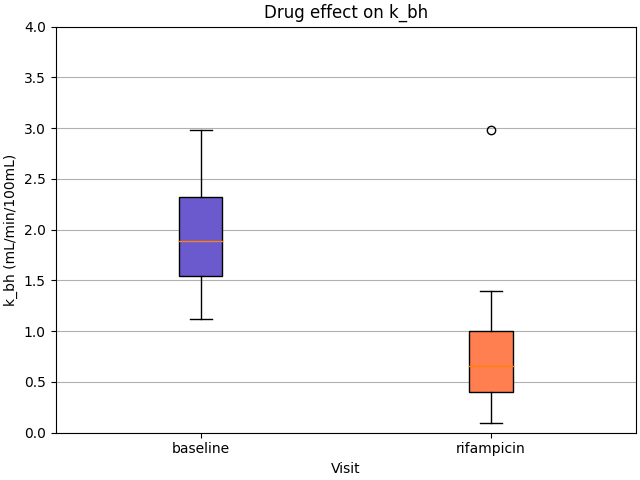 Drug effect on k_bh
k_bh (mL/min/100mL)
4.0
3.5
3.0
2.5
2.0
1.5
1.0
0.5
0.0
baseline
rifampicin
Visit